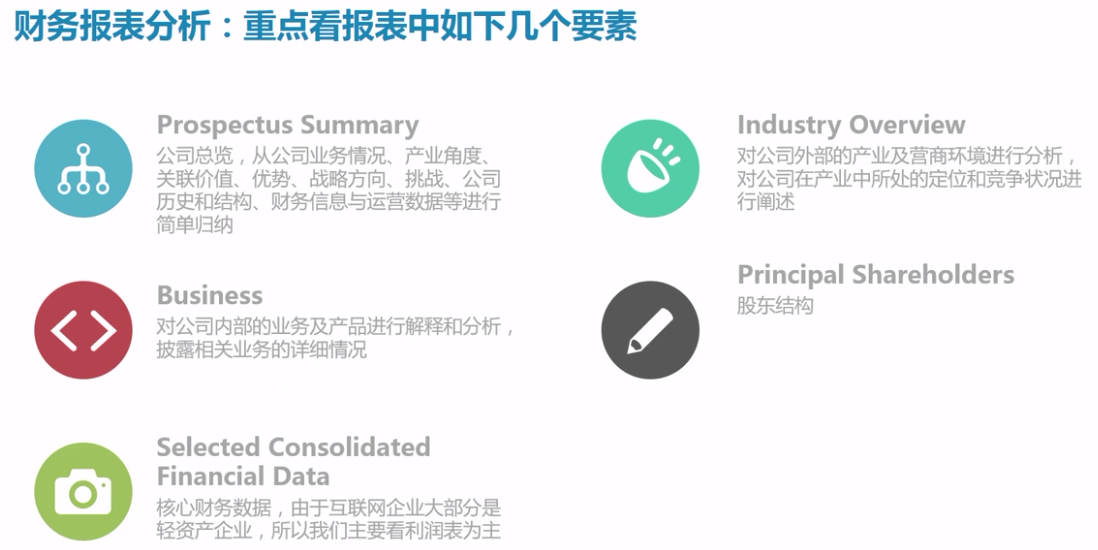 财务报表分析：重点看报表中如下几个要素
Prospectus Summary
公司总览，从公司业务情况、产业角度、
关联价值、优势、战略方向、挑战、公司
历史和结构、财务信息与运营数据等进行
简单归纳
Industry Overview
对公司外部的产业及营商环境进行分析，
对公司在产业中所处的定位和竞争状况进
行阐述
Business
对公司内部的业务及产品进行解释和分析，
披露相关业务的详细情况
Principal Shareholders
股东结构
Selected Consolidated
Financial Data
核心财务数据，由于互联网企业大部分是
轻资产企业，所以我们主要看利润表为主